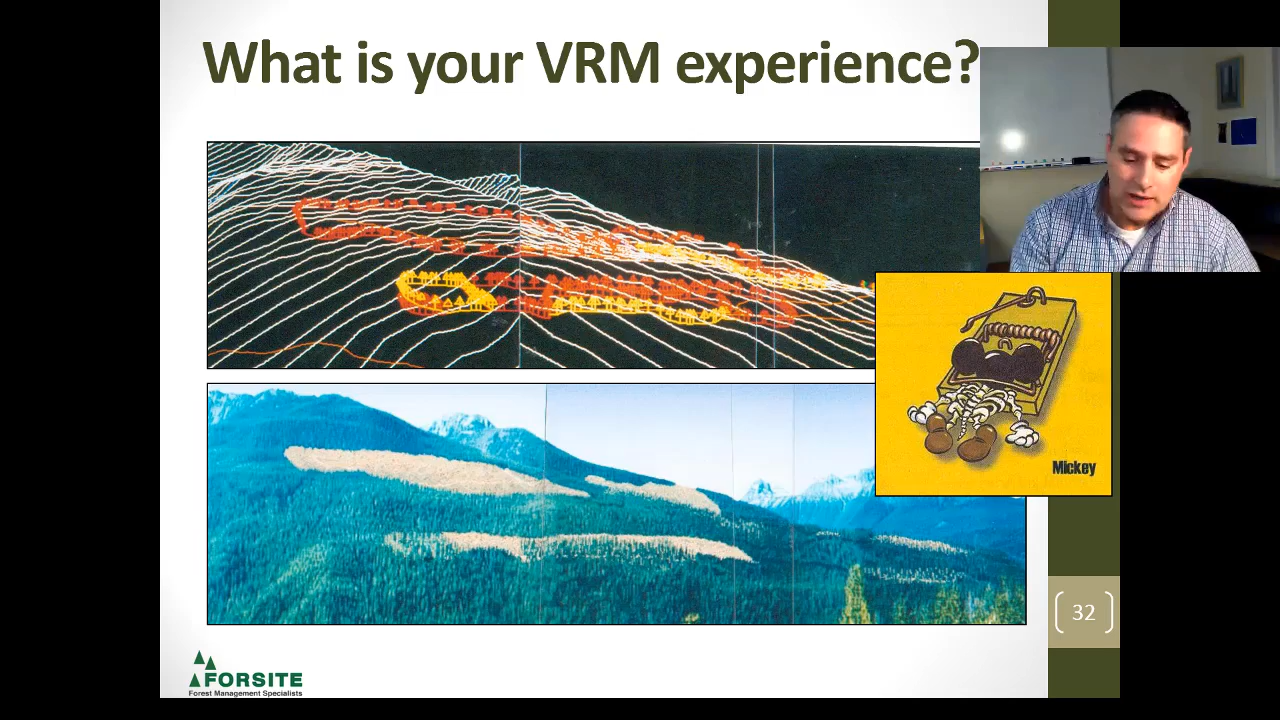 What is your VRM experience?
Mickey
32
FORSITE
Forest Management Specialists